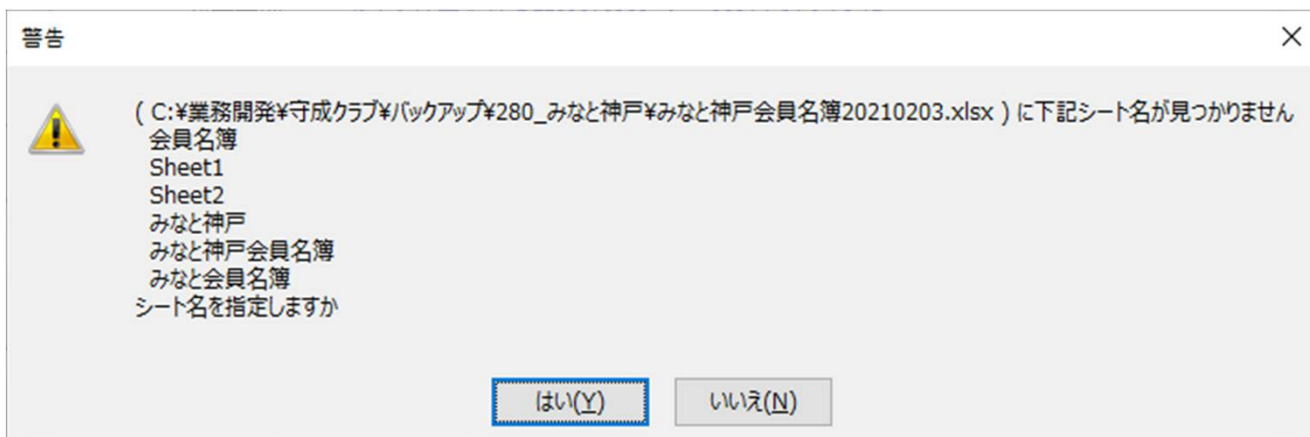 警告
( C:¥業務開発¥守成クラブ¥バックアップ¥280_みなと神戸¥みなと神戸会員名簿20210203.xlsx ) に下記シート名が見つかりません
会員名簿
Sheet1
Sheet2
みなと神戸
みなと神戸会員名簿
みなと会員名簿
シート名を指定しますか
はい(Y) いいえ(N)